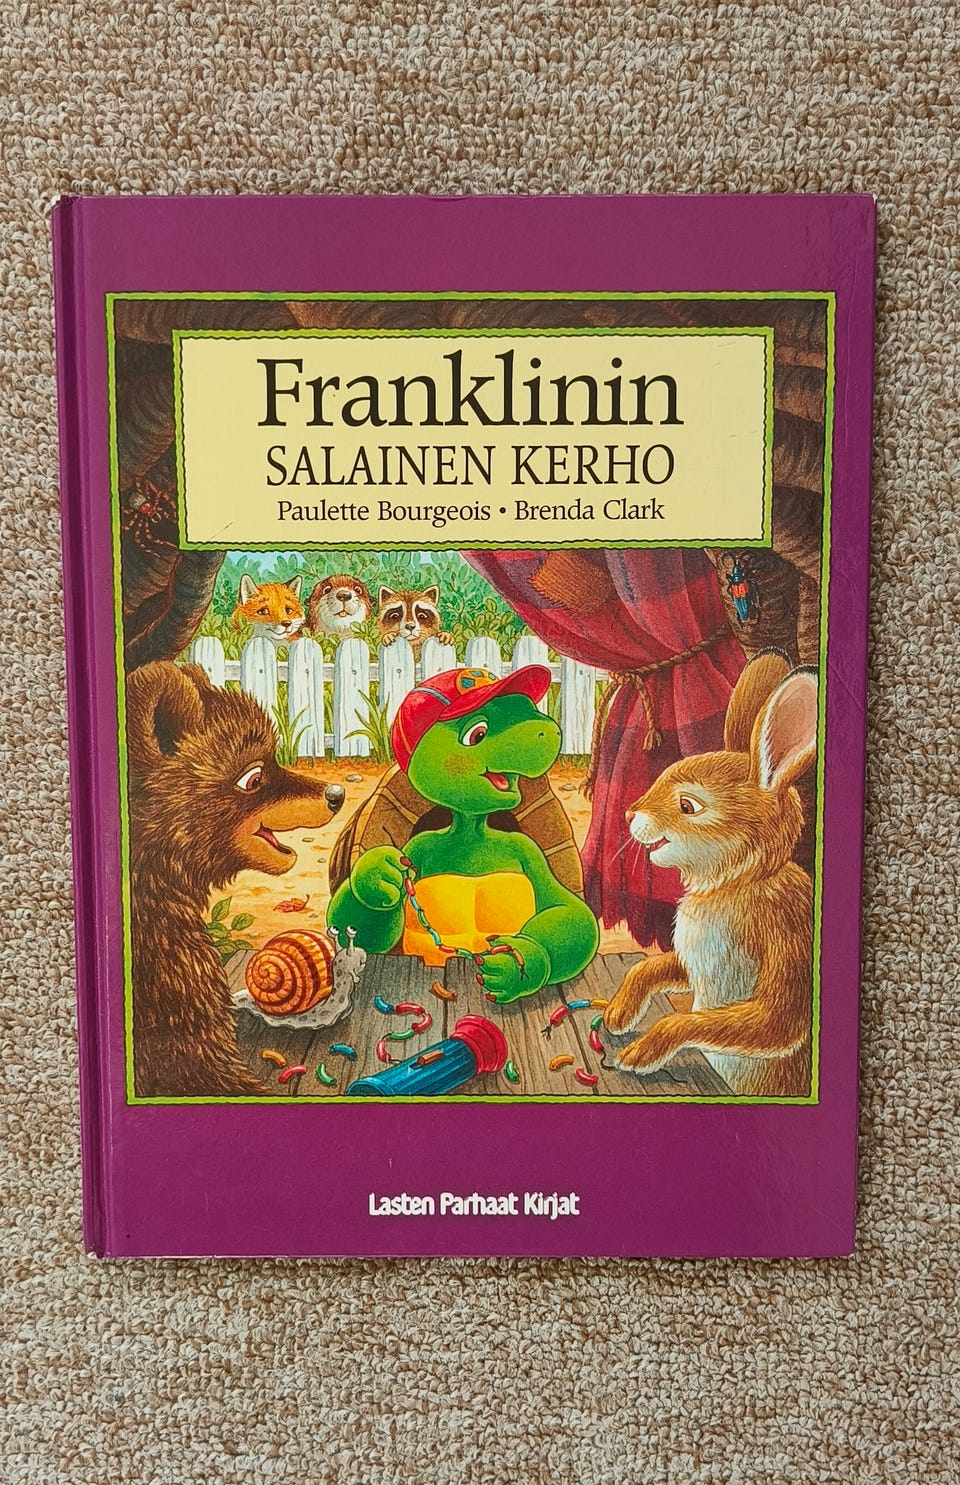 Franklinin
SALAINEN KERHO
Paulette Bourgeois • Brenda Clark
Lasten Parhaat Kirjat